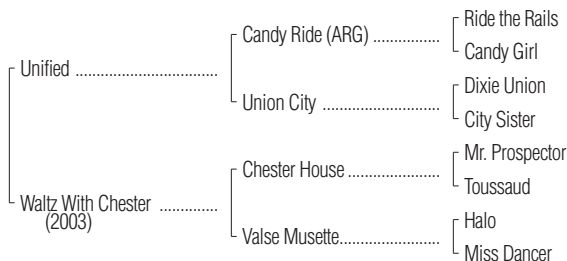 Ride the Rails
Candy Ride (ARG) ................
Candy Girl
Unified ..................................
Dixie Union
Union City ............................
City Sister
Mr. Prospector
Chester House ......................
Toussaud
Waltz With Chester ..............
(2003)
Halo
Valse Musette........................
Miss Dancer